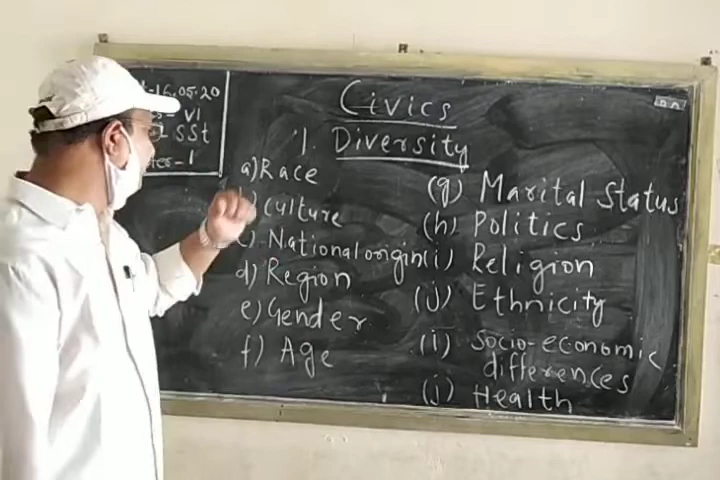 16.05.20
VI
SSt
1
Civics
1. Diversity
a) Race
) Culture
c) National origin
d) Region
e) Gender
f) Age
(g) Marital Status
(h) Politics
(i) Religion
(j) Ethnicity
(i) Socio-economic
differences
(j) Health